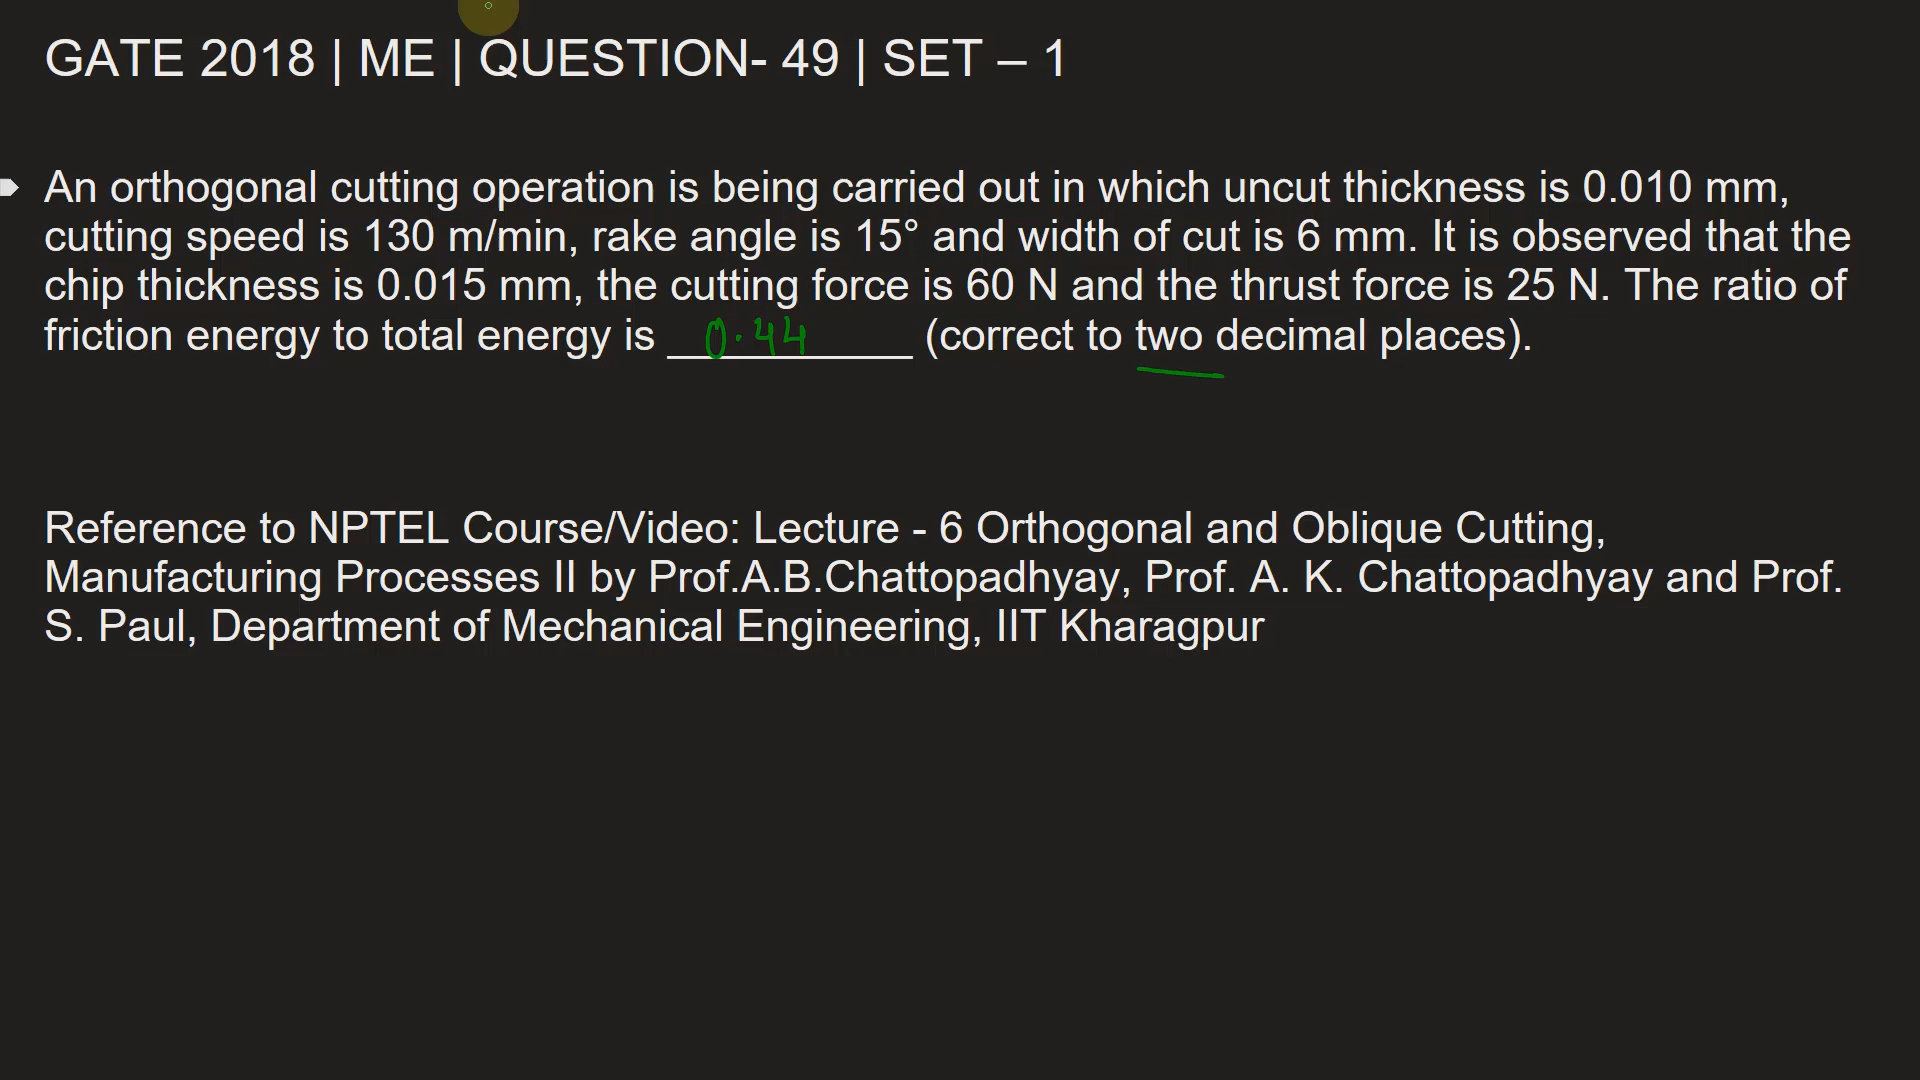 GATE 2018 | ME | QUESTION- 49 | SET – 1
An orthogonal cutting operation is being carried out in which uncut thickness is 0.010 mm,
cutting speed is 130 m/min, rake angle is 15° and width of cut is 6 mm. It is observed that the
chip thickness is 0.015 mm, the cutting force is 60 N and the thrust force is 25 N. The ratio of
friction energy to total energy is 0.44 (correct to two decimal places).
Reference to NPTEL Course/Video: Lecture - 6 Orthogonal and Oblique Cutting,
Manufacturing Processes II by Prof.A.B.Chattopadhyay, Prof. A. K. Chattopadhyay and Prof.
S. Paul, Department of Mechanical Engineering, IIT Kharagpur